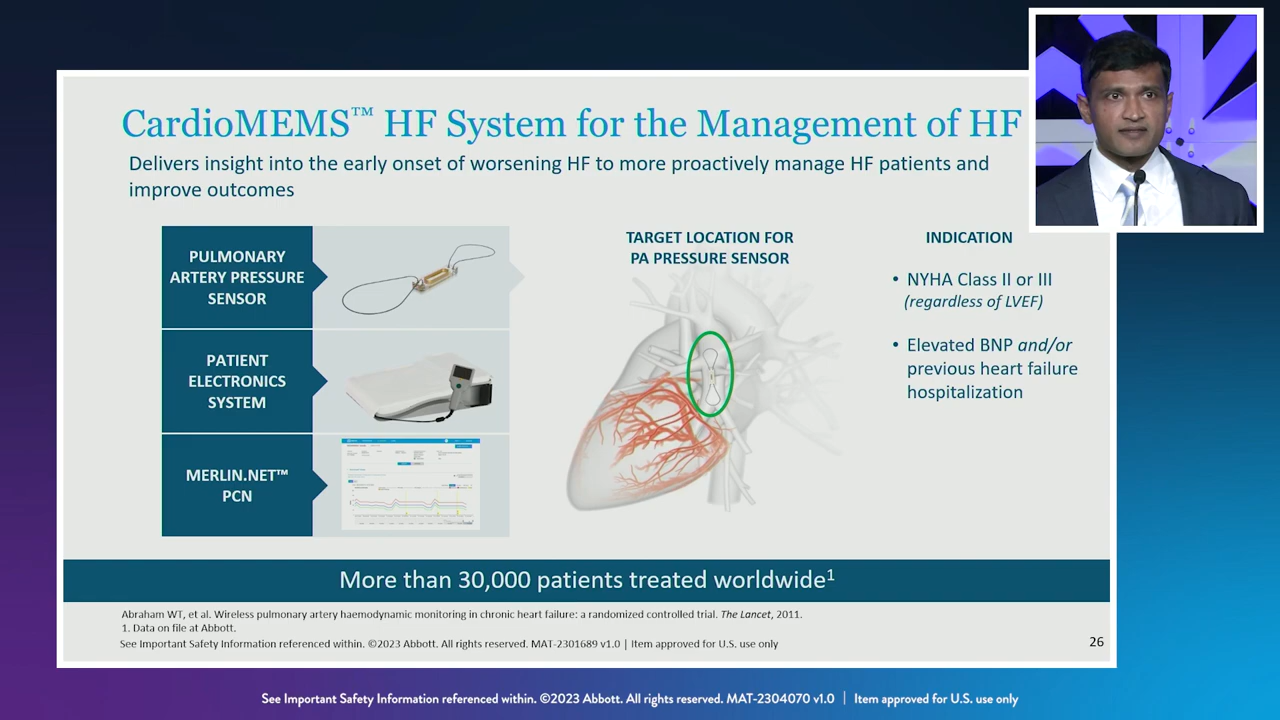 CardioMEMS™ HF System for the Management of HF
Delivers insight into the early onset of worsening HF to more proactively manage HF patients and
improve outcomes
PULMONARY
ARTERY PRESSURE
SENSOR
PATIENT
ELECTRONICS
SYSTEM
MERLIN.NET™
PCN
TARGET LOCATION FOR
PA PRESSURE SENSOR
INDICATION
• NYHA Class II or III
(regardless of LVEF)
• Elevated BNP and/or
previous heart failure
hospitalization
More than 30,000 patients treated worldwide¹
Abraham WT, et al. Wireless pulmonary artery haemodynamic monitoring in chronic heart failure: a randomized controlled trial. The Lancet, 2011.
1. Data on file at Abbott.
See Important Safety Information referenced within. ©2023 Abbott. All rights reserved. MAT-2301689 v1.0 | Item approved for U.S. use only
26
See Important Safety Information referenced within. ©2023 Abbott. All rights reserved. MAT-2304070 v1.0 | Item approved for U.S. use only